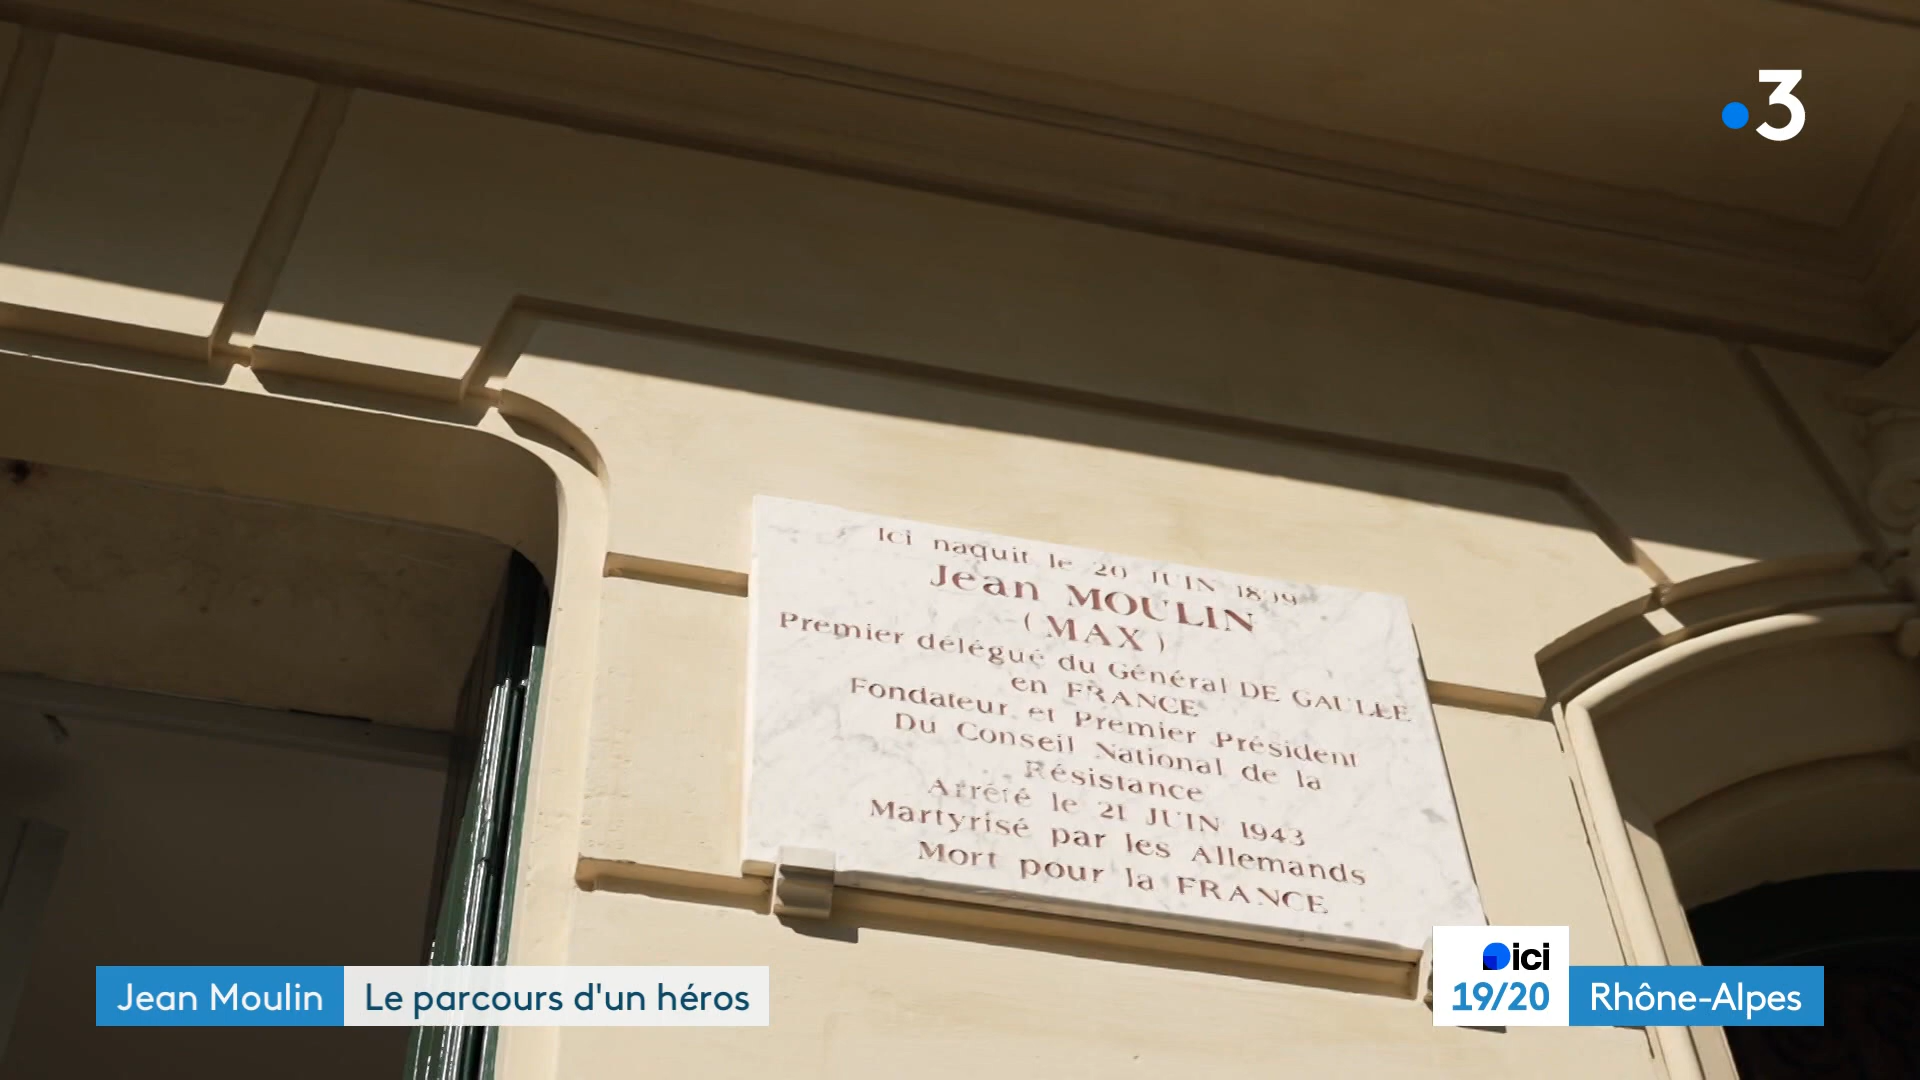 3
Ici naquit le 20 JUIN 1899
Jean MOULIN
(MAX)
Premier délégué du Général DE GAULLE
en FRANCE
Fondateur et Premier Président
Du Conseil National de la
Résistance
Arrété le 21 JUIN 1943
Martyrisé par les Allemands
Mort pour la FRANCE
Jean Moulin Le parcours d'un héros
ici
19/20 Rhône-Alpes